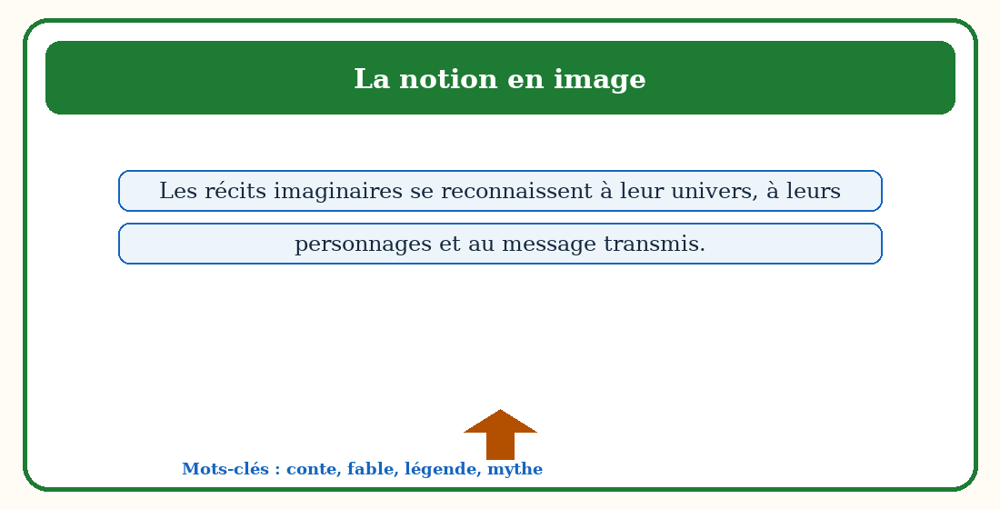 La notion en image
Les récits imaginaires se reconnaissent à leur univers, à leurs
personnages et au message transmis.
Mots-clés : conte, fable, légende, mythe